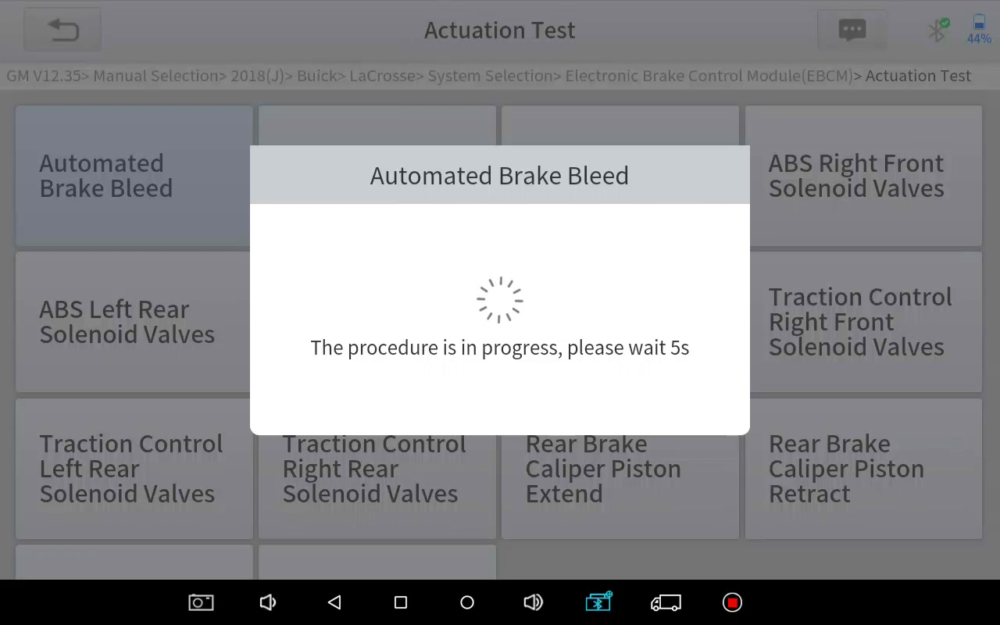 Actuation Test
44%
GM V12.35> Manual Selection> 2018(J)> Buick> LaCrosse> System Selection> Electronic Brake Control Module(EBCM)> Actuation Test
Automated
Brake Bleed
ABS Right Front
Solenoid Valves
Automated Brake Bleed
The procedure is in progress, please wait 5s
ABS Left Rear
Solenoid Valves
Traction Control
Right Front
Solenoid Valves
Traction Control
Left Rear
Solenoid Valves
Traction Control
Right Rear
Solenoid Valves
Rear Brake
Caliper Piston
Extend
Rear Brake
Caliper Piston
Retract